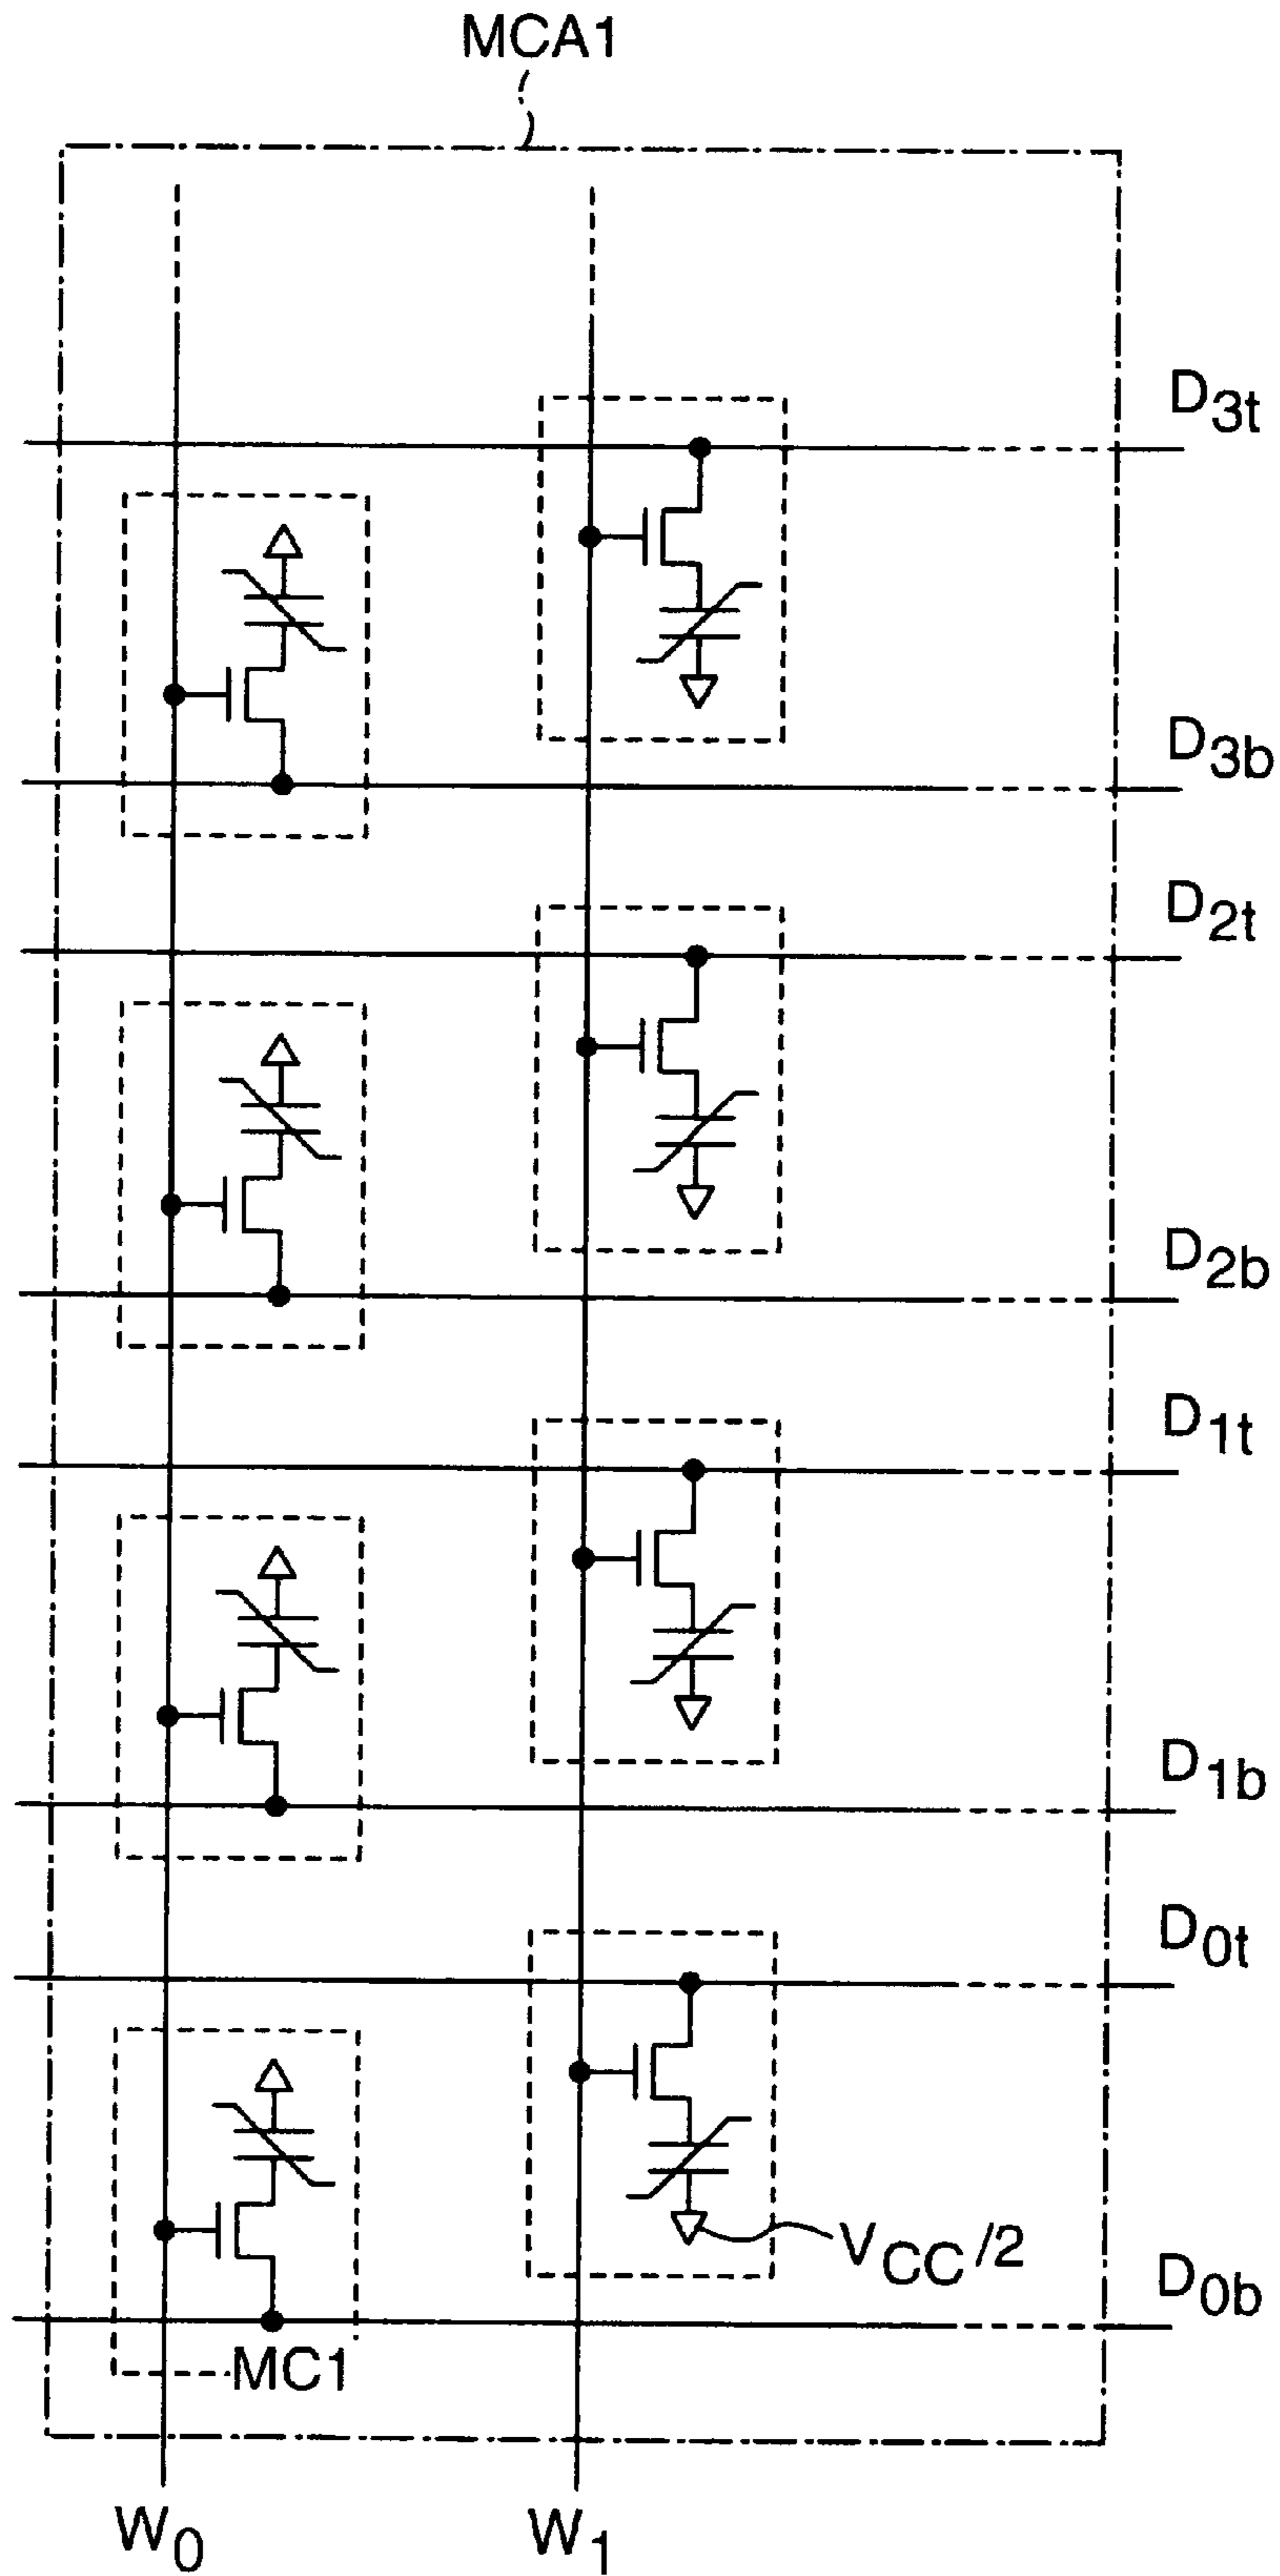 MCA1
D3t
D3b
D2t
D2b
D1t
D1b
D0t
VCC/2
D0b
MC1
W0 W1